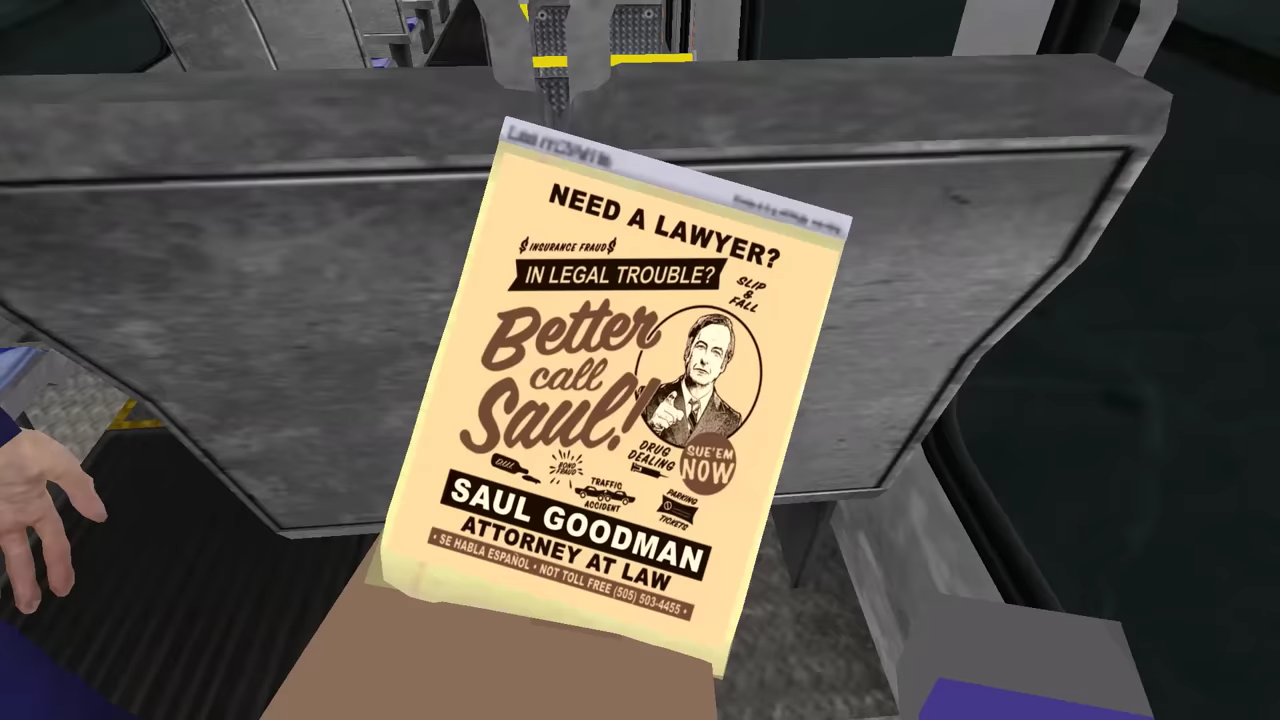 NEED A LAWYER?
$ INSURANCE FRAUD $
IN LEGAL TROUBLE?
SLIP
&
FALL
Better
call
Saul!
DRUG
DEALING
SUE'EM
NOW
DUI
BOND
FRAUD
TRAFFIC
ACCIDENT
PARKING
TICKETS
SAUL GOODMAN
ATTORNEY AT LAW
• SE HABLA ESPAÑOL • NOT TOLL FREE (505) 503-4455 •